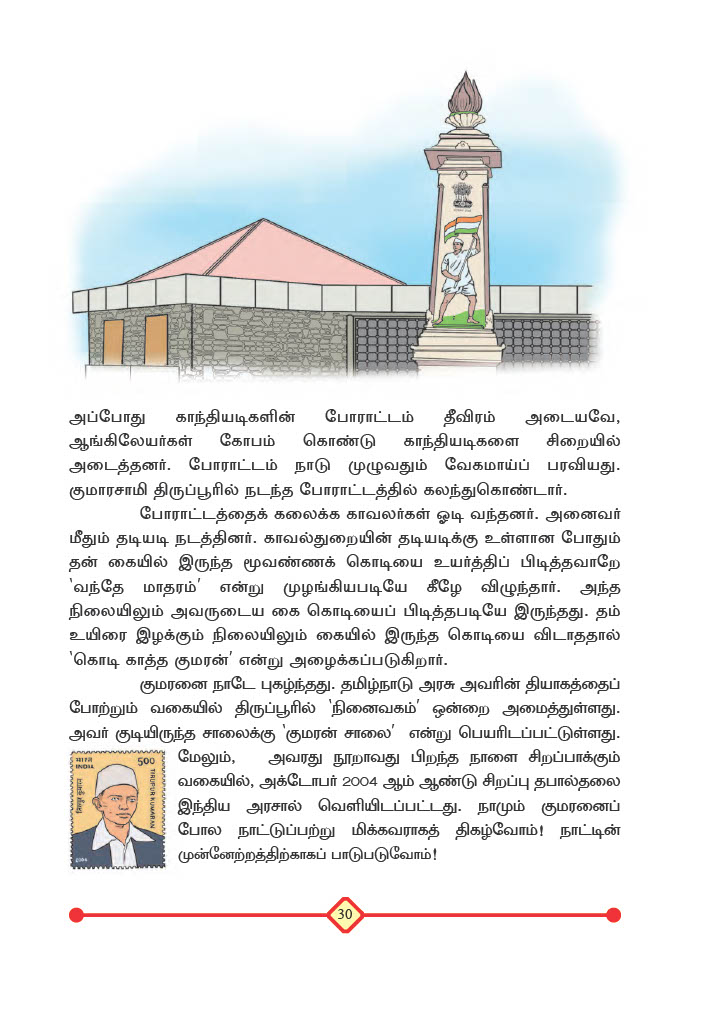 அப்போது காந்தியடிகளின் போராட்டம் தீவிரம் அடையவே,
ஆங்கிலேயர்கள் கோபம் கொண்டு காந்தியடிகளை சிறையில்
அடைத்தனர். போராட்டம் நாடு முழுவதும் வேகமாய்ப் பரவியது.
குமாரசாமி திருப்பூரில் நடந்த போராட்டத்தில் கலந்துகொண்டார்.
போராட்டத்தைக் கலைக்க காவலர்கள் ஓடி வந்தனர். அனைவர்
மீதும் தடியடி நடத்தினர். காவல்துறையின் தடியடிக்கு உள்ளான போதும்
தன் கையில் இருந்த மூவண்ணக் கொடியை உயர்த்திப் பிடித்தவாறே
‘வந்தே மாதரம்’ என்று முழங்கியபடியே கீழே விழுந்தார். அந்த
நிலையிலும் அவருடைய கை கொடியைப் பிடித்தபடியே இருந்தது. தம்
உயிரை இழக்கும் நிலையிலும் கையில் இருந்த கொடியை விடாததால்
‘கொடி காத்த குமரன்’ என்று அழைக்கப்படுகிறார்.
குமரனை நாடே புகழ்ந்தது. தமிழ்நாடு அரசு அவரின் தியாகத்தைப்
போற்றும் வகையில் திருப்பூரில் ‘நினைவகம்’ ஒன்றை அமைத்துள்ளது.
அவர் குடியிருந்த சாலைக்கு ‘குமரன் சாலை’ என்று பெயரிடப்பட்டுள்ளது.
மேலும், அவரது நூறாவது பிறந்த நாளை சிறப்பாக்கும்
வகையில், அக்டோபர் 2004 ஆம் ஆண்டு சிறப்பு தபால்தலை
இந்திய அரசால் வெளியிடப்பட்டது. நாமும் குமரனைப்
போல நாட்டுப்பற்று மிக்கவராகத் திகழ்வோம்! நாட்டின்
முன்னேற்றத்திற்காகப் பாடுபடுவோம்!
भारत 500
INDIA
TIRUPUR KUMARAN
तिरुपुर कुमारन
2004
30